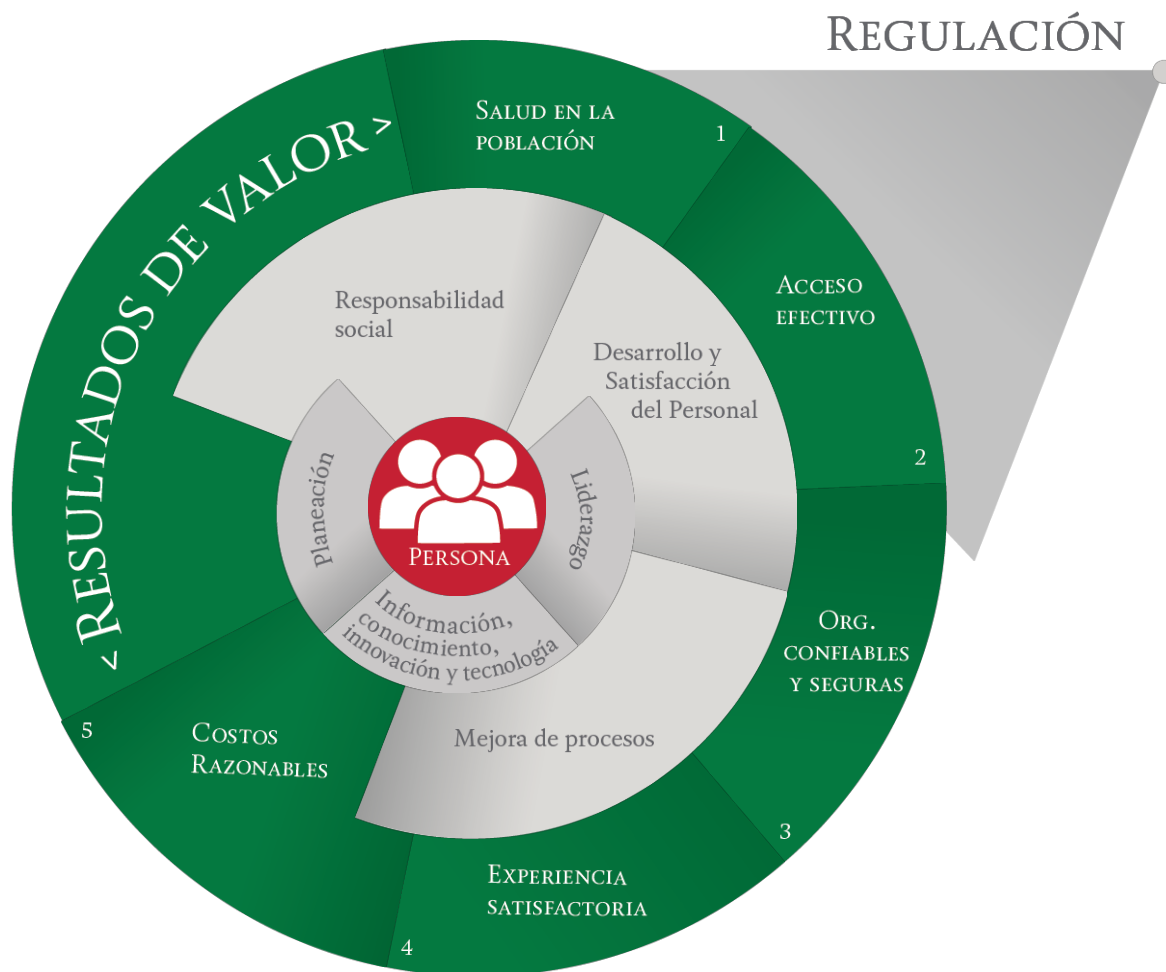 REGULACIÓN
< RESULTADOS DE VALOR >
SALUD EN LA
POBLACIÓN
1
ACCESO
EFECTIVO
2
ORG.
CONFIABLES
Y SEGURAS
3
EXPERIENCIA
SATISFACTORIA
4
COSTOS
RAZONABLES
5
Responsabilidad
social
Desarrollo y
Satisfacción
del Personal
Mejora de procesos
Planeación
Liderazgo
Información,
conocimiento,
innovación y tecnología
PERSONA